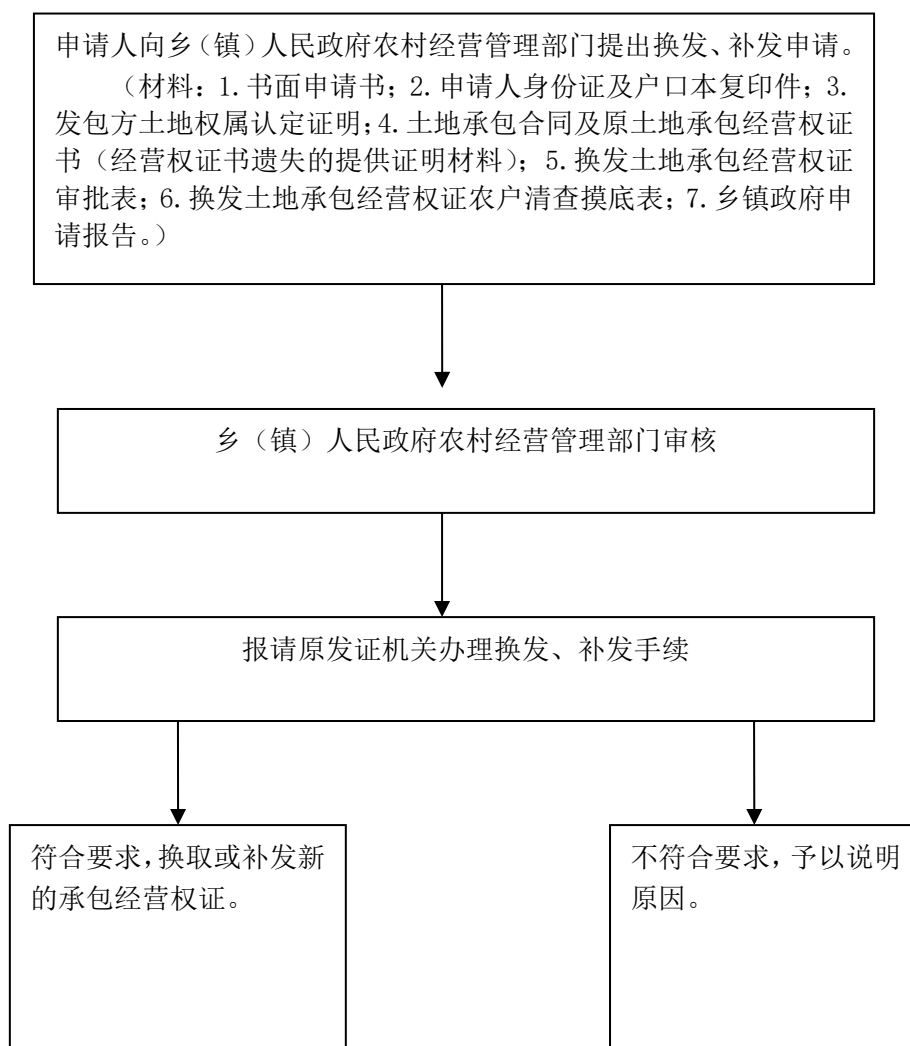 申请人向乡（镇）人民政府农村经营管理部门提出换发、补发申请。
（材料：1.书面申请书；2.申请人身份证及户口本复印件；3.
发包方土地权属认定证明；4.土地承包合同及原土地承包经营权证
书（经营权证书遗失的提供证明材料）；5.换发土地承包经营权证
审批表；6.换发土地承包经营权证农户清查摸底表；7.乡镇政府申
请报告。）
乡（镇）人民政府农村经营管理部门审核
报请原发证机关办理换发、补发手续
符合要求，换取或补发新
的承包经营权证。
不符合要求，予以说明
原因。